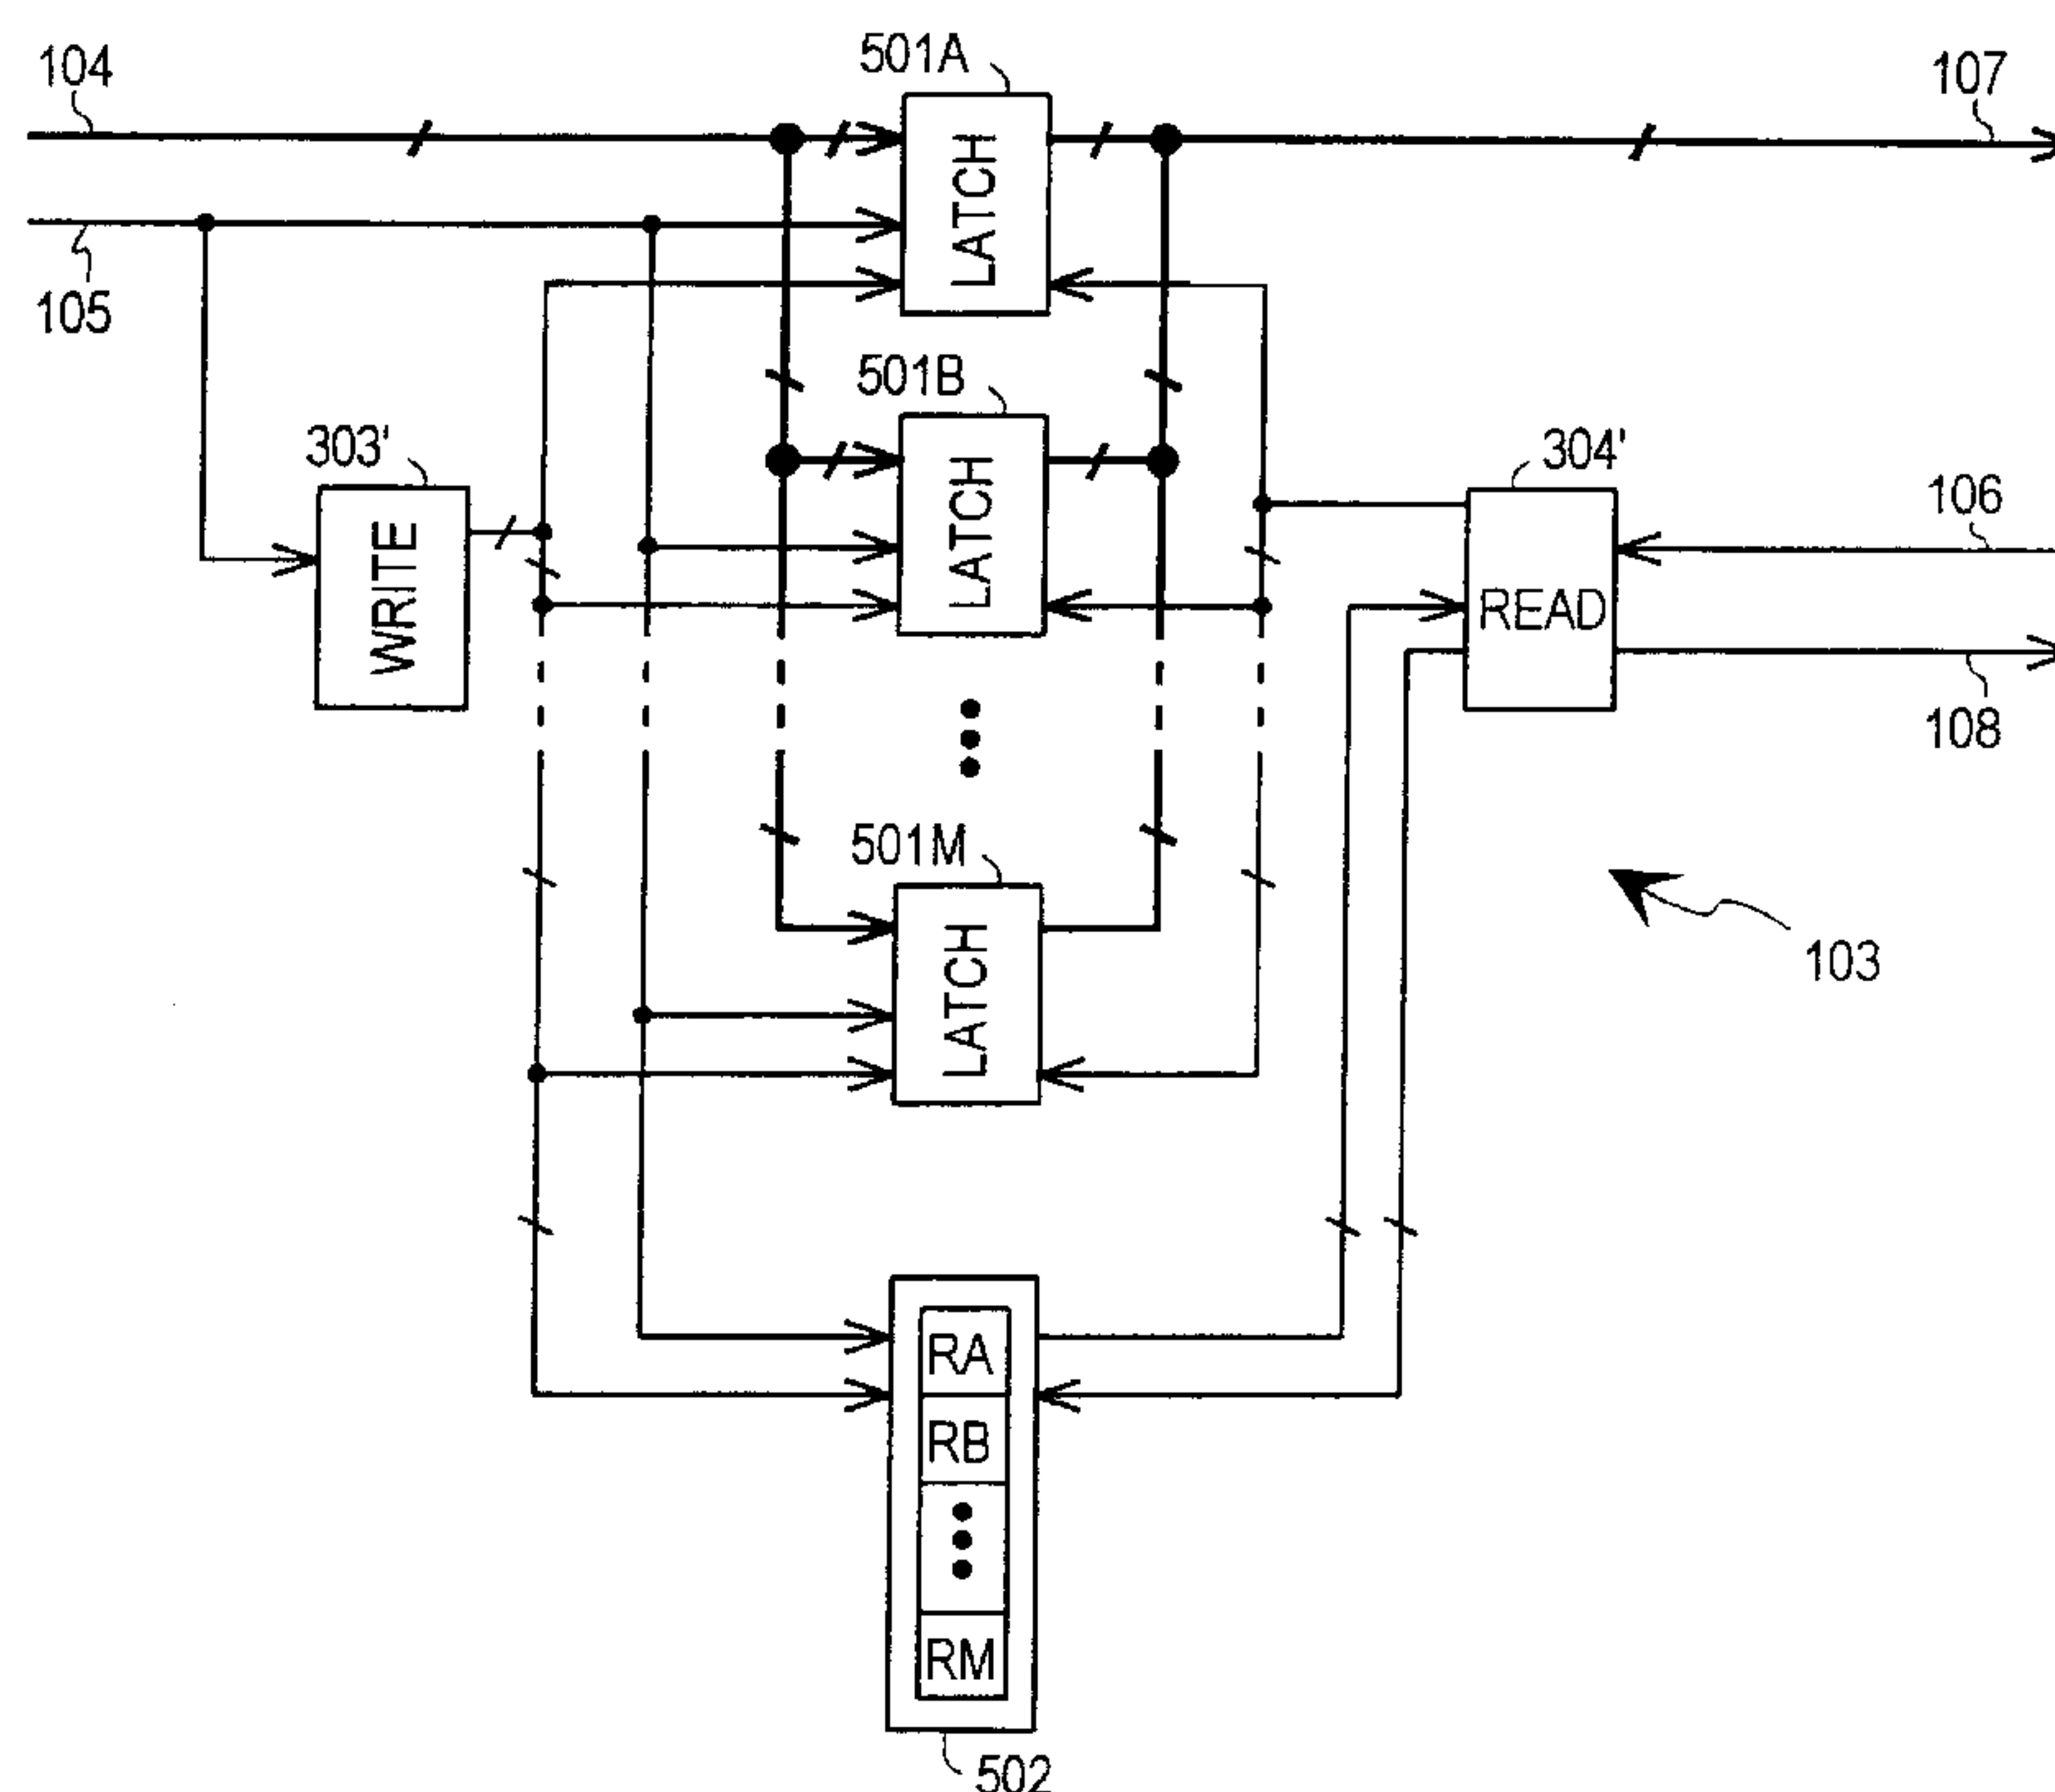 501A
104
107
LATCH
105
501B
303'
304'
LATCH
106
WRITE
READ
108
501M
LATCH
103
RA
RB
RM
502